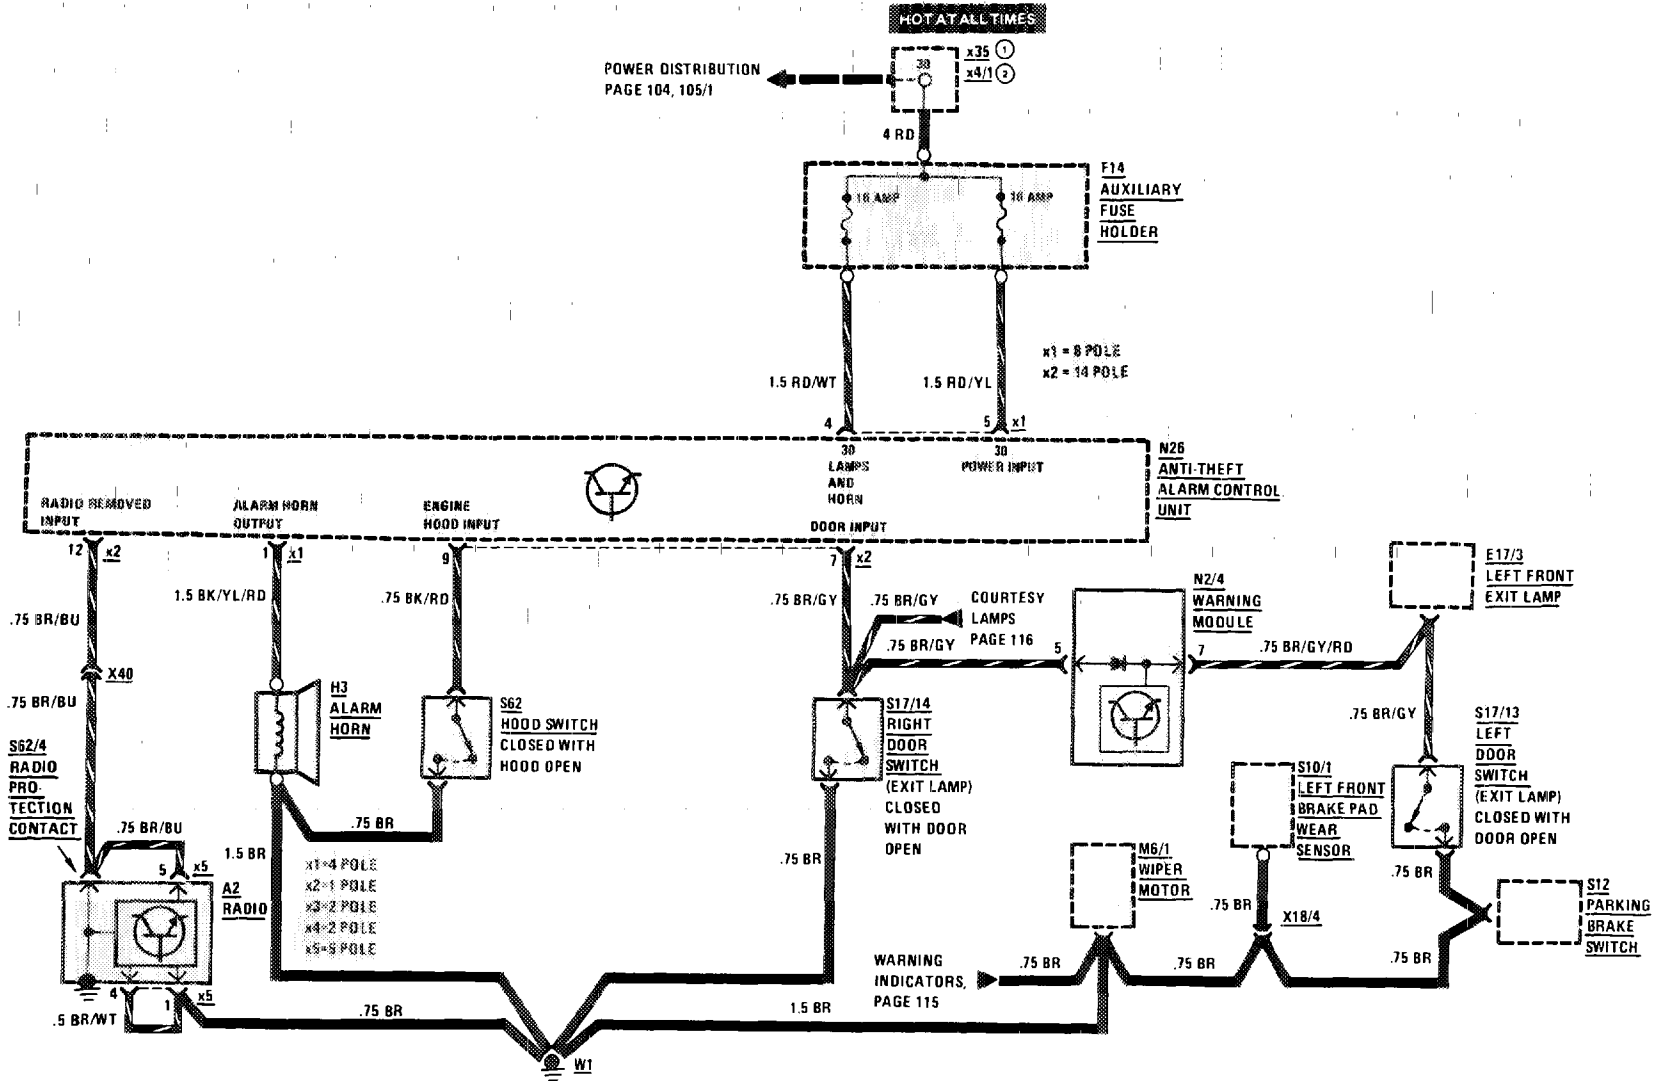 HOT AT ALL TIMES
POWER DISTRIBUTION
PAGE 104, 105/1
30
x35 1
x4/1 2
4 RD
F14
AUXILIARY
FUSE
HOLDER
AMP
AMP
1.5 RD/WT
1.5 RD/YL
x1 = 8 POLE
x2 = 14 POLE
4
5
x1
30
LAMPS
AND
HORN
30
POWER INPUT
N26
ANTI-THEFT
ALARM CONTROL
UNIT
RADIO REMOVED
INPUT
ALARM HORN
OUTPUT
ENGINE
HOOD INPUT
DOOR INPUT
12
x2
1
x1
9
7
x2
.75 BR/BU
1.5 BK/YL/RD
.75 BK/RD
.75 BR/GY
.75 BR/GY
COURTESY
LAMPS
PAGE 116
.75 BR/GY
5
N2/4
WARNING
MODULE
7
.75 BR/GY/RD
E17/3
LEFT FRONT
EXIT LAMP
X40
.75 BR/BU
H3
ALARM
HORN
S62
HOOD SWITCH
CLOSED WITH
HOOD OPEN
S17/14
RIGHT
DOOR
SWITCH
(EXIT LAMP)
CLOSED
WITH DOOR
OPEN
.75 BR/GY
S17/13
LEFT
DOOR
SWITCH
(EXIT LAMP)
CLOSED WITH
DOOR OPEN
S10/1
LEFT FRONT
BRAKE PAD
WEAR
SENSOR
S62/4
RADIO
PRO-
TECTION
CONTACT
.75 BR/BU
5
x5
1.5 BR
.75 BR
x1=4 POLE
x2=1 POLE
x3=2 POLE
x4=2 POLE
x5=5 POLE
A2
RADIO
.75 BR
M6/1
WIPER
MOTOR
.75 BR
X18/4
.75 BR
S12
PARKING
BRAKE
SWITCH
.75 BR
WARNING
INDICATORS,
PAGE 115
.75 BR
.75 BR
4
1
x5
.5 BR/WT
.75 BR
1.5 BR
W1